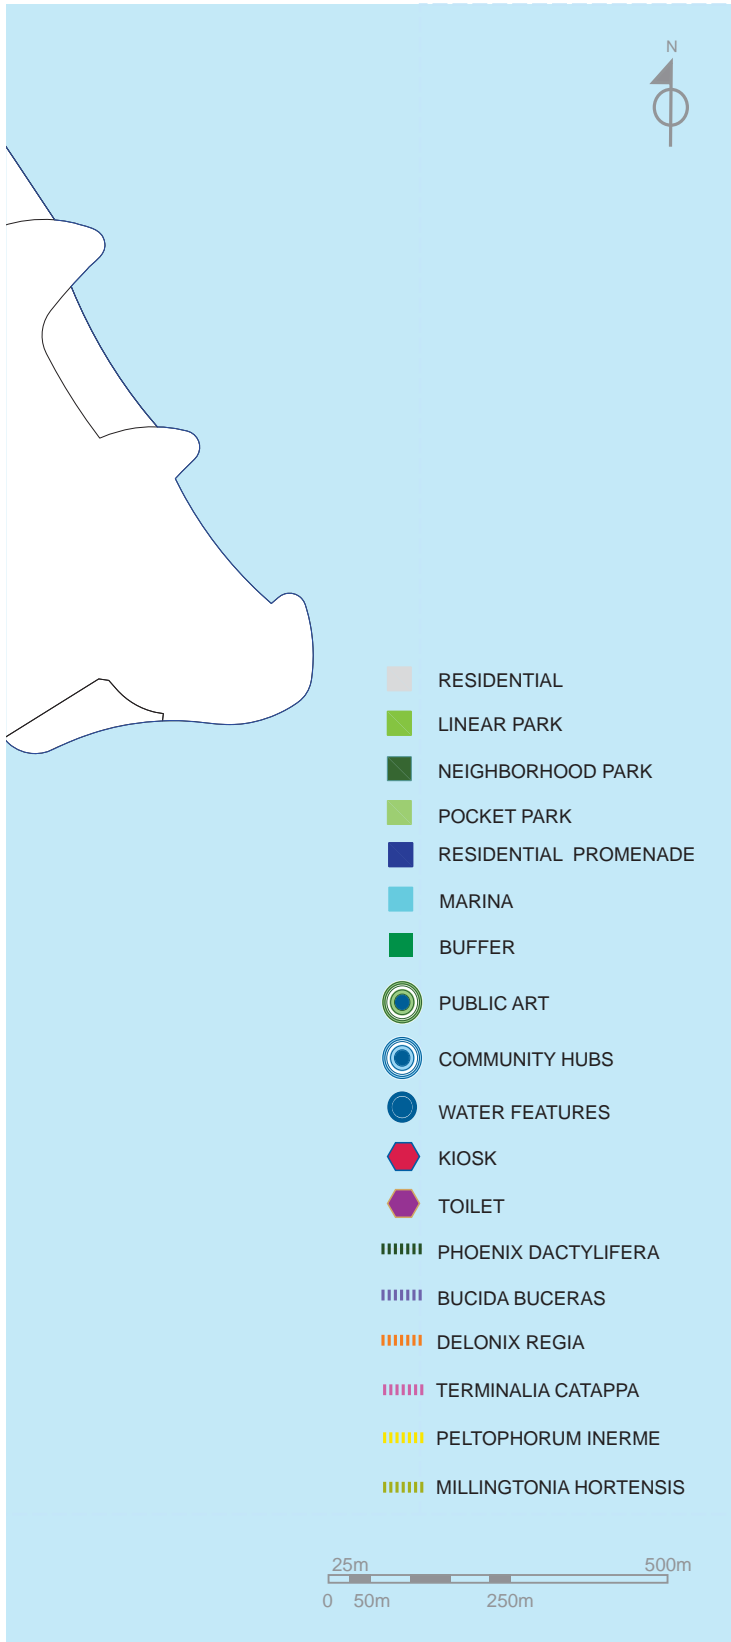 N
RESIDENTIAL
LINEAR PARK
NEIGHBORHOOD PARK
POCKET PARK
RESIDENTIAL PROMENADE
MARINA
BUFFER
PUBLIC ART
COMMUNITY HUBS
WATER FEATURES
KIOSK
TOILET
PHOENIX DACTYLIFERA
BUCIDA BUCERAS
DELONIX REGIA
TERMINALIA CATAPPA
PELTOPHORUM INERME
MILLINGTONIA HORTENSIS
25m 500m
0 50m 250m